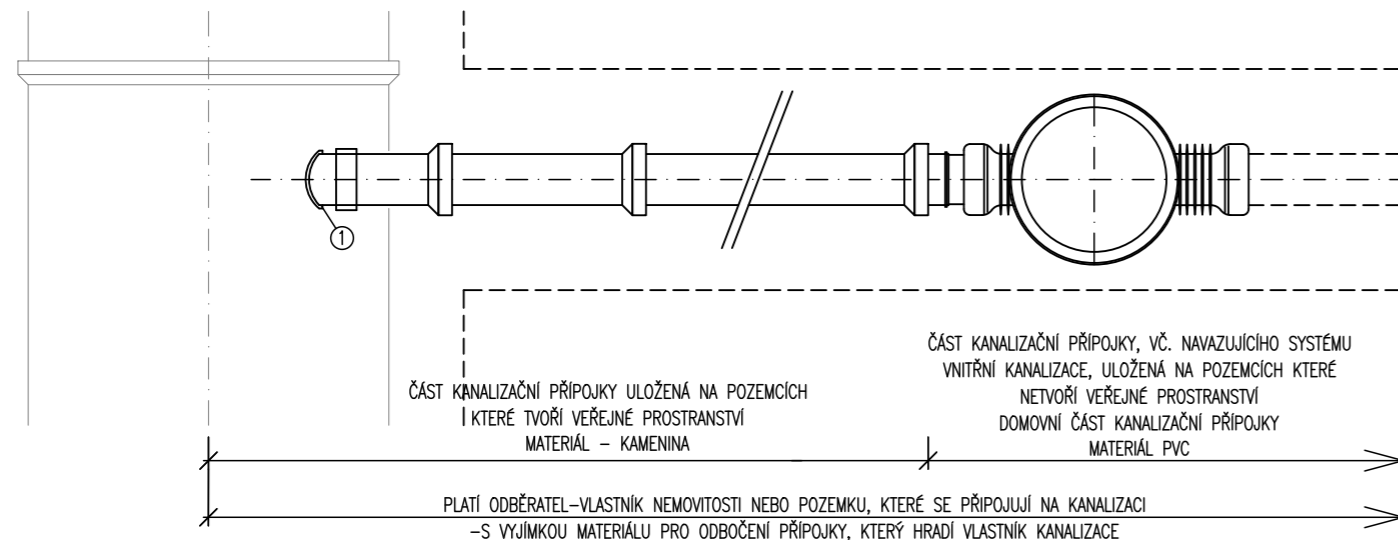 1
ČÁST KANALIZAČNÍ PŘÍPOJKY ULOŽENÁ NA POZEMCÍCH
KTERÉ TVOŘÍ VEŘEJNÉ PROSTRANSTVÍ
MATERIÁL – KAMENINA
ČÁST KANALIZAČNÍ PŘÍPOJKY, VČ. NAVAZUJÍCÍHO SYSTÉMU
VNITŘNÍ KANALIZACE, ULOŽENÁ NA POZEMCÍCH KTERÉ
NETVOŘÍ VEŘEJNÉ PROSTRANSTVÍ
DOMOVNÍ ČÁST KANALIZAČNÍ PŘÍPOJKY
MATERIÁL PVC
PLATÍ ODBĚRATEL–VLASTNÍK NEMOVITOSTI NEBO POZEMKU, KTERÉ SE PŘIPOJUJÍ NA KANALIZACI
–S VYJÍMKOU MATERIÁLU PRO ODBOČENÍ PŘÍPOJKY, KTERÝ HRADÍ VLASTNÍK KANALIZACE